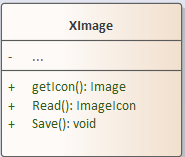 XImage
- ...
+ getIcon(): Image
+ Read(): ImageIcon
+ Save(): void